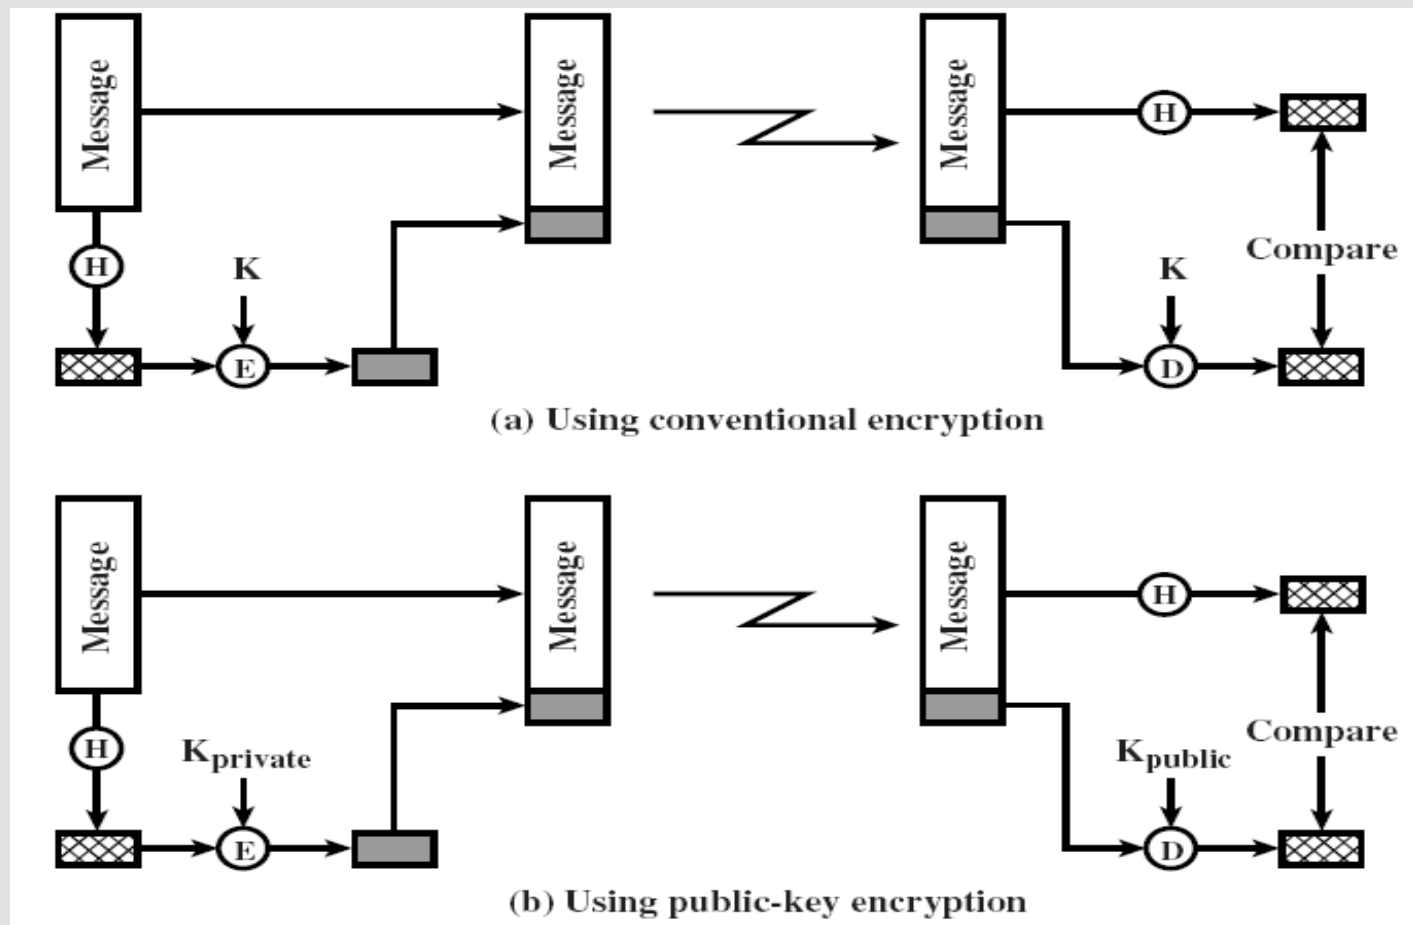 Message
Message
Message
H
H
K
K
Compare
E
D
(a) Using conventional encryption
Message
Message
Message
H
H
Kprivate
Kpublic
Compare
E
D
(b) Using public-key encryption